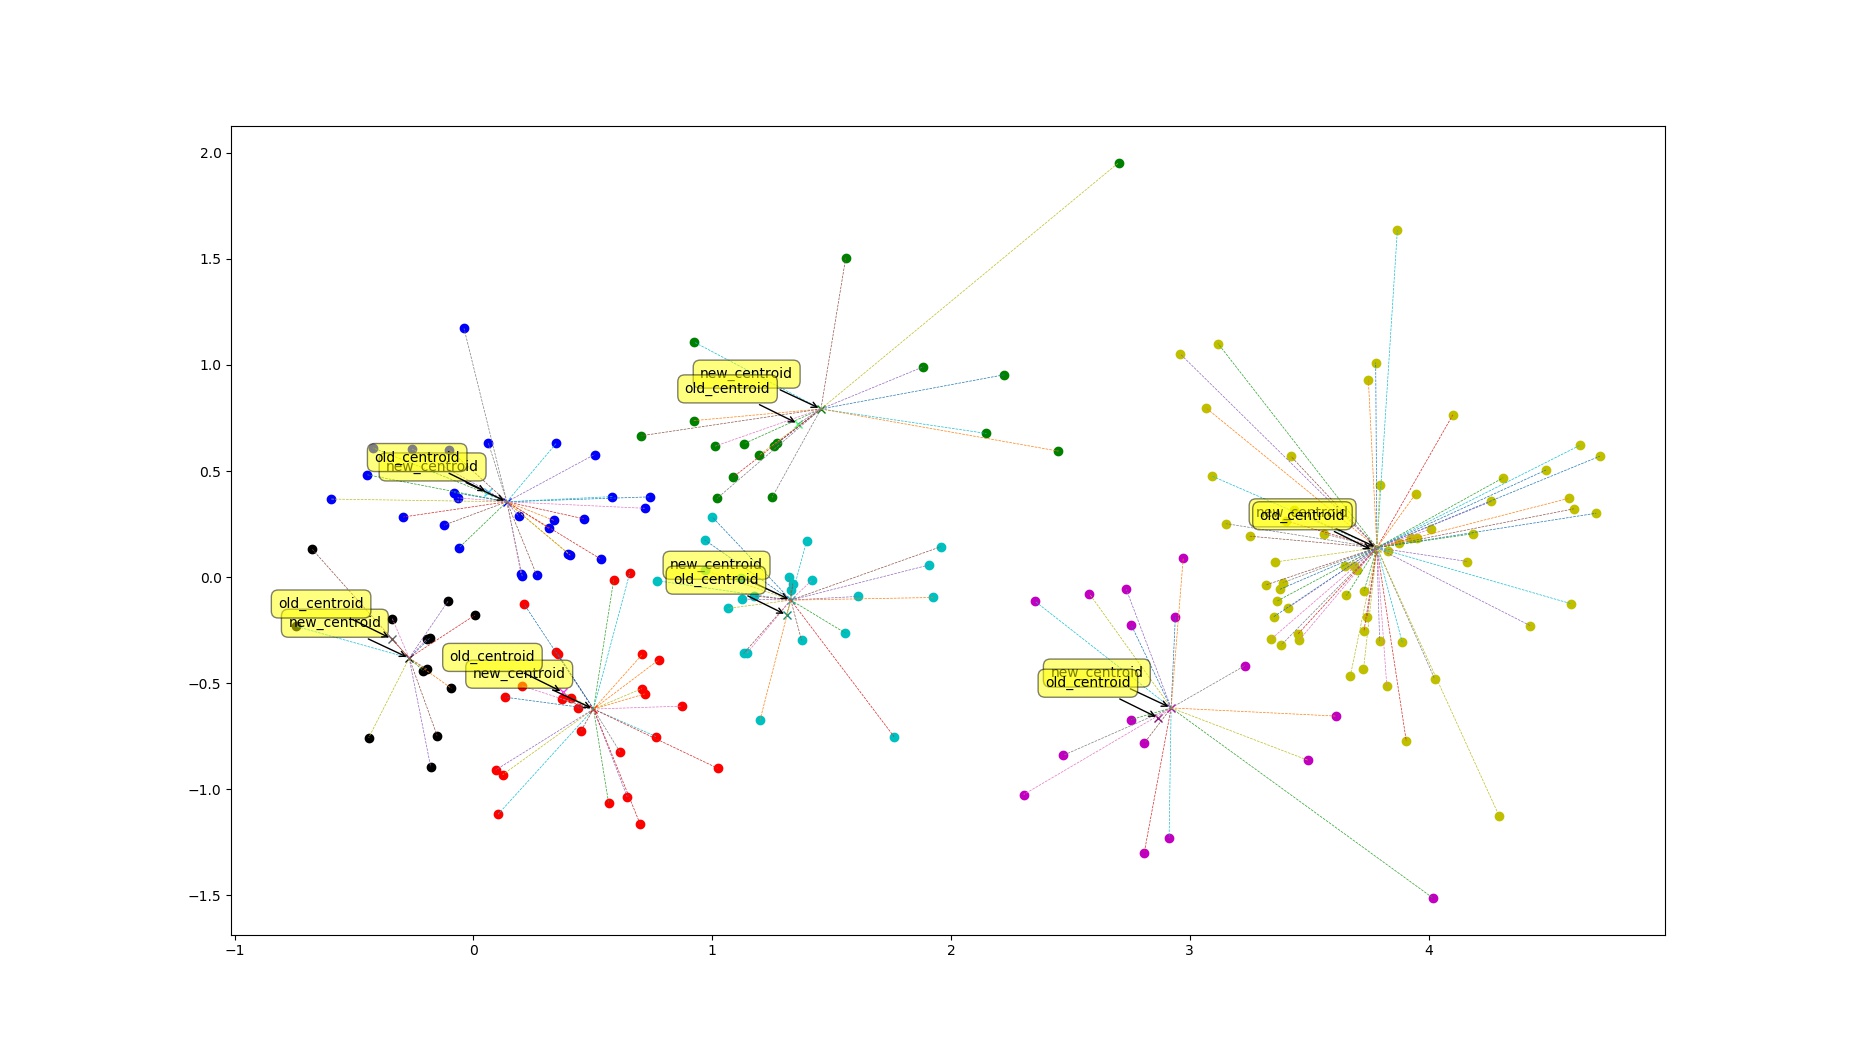 2.0
1.5
1.0
0.5
0.0
−0.5
−1.0
−1.5
−1
0
1
2
3
4
new_centroid
old_centroid
old_centroid
new_centroid
new_centroid
old_centroid
new_centroid
old_centroid
old_centroid
new_centroid
old_centroid
new_centroid
new_centroid
old_centroid